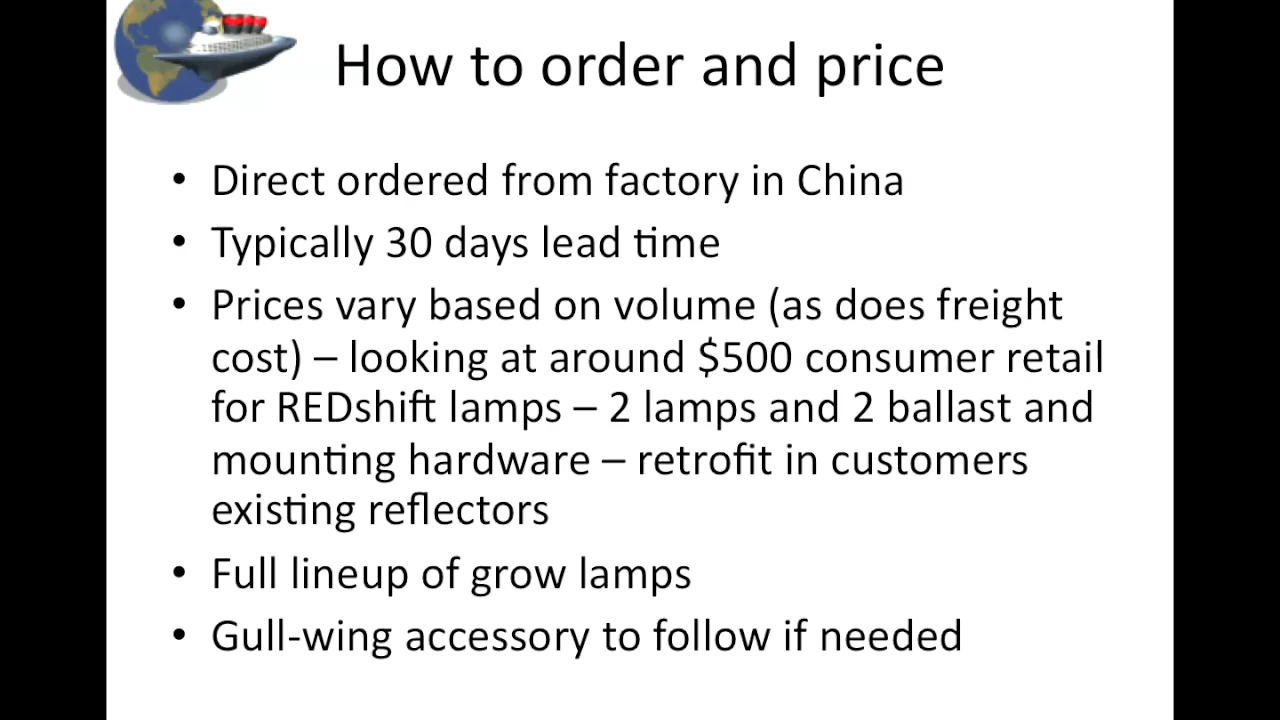 How to order and price
• Direct ordered from factory in China
• Typically 30 days lead time
• Prices vary based on volume (as does freight
cost) – looking at around $500 consumer retail
for REDshift lamps – 2 lamps and 2 ballast and
mounting hardware – retrofit in customers
existing reflectors
• Full lineup of grow lamps
• Gull-wing accessory to follow if needed